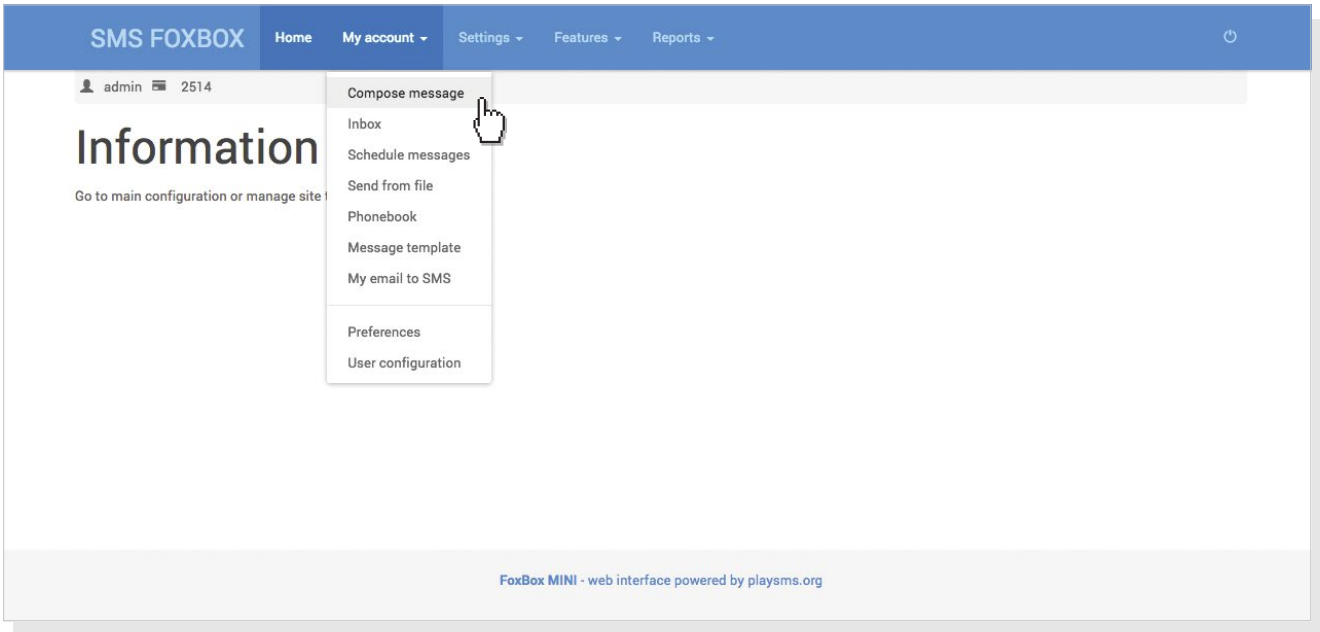 SMS FOXBOX Home My account Settings Features Reports
admin 2514
Compose message
Information
Inbox
Schedule messages
Send from file
Go to main configuration or manage site
Phonebook
Message template
My email to SMS
Preferences
User configuration
FoxBox MINI - web interface powered by playsms.org